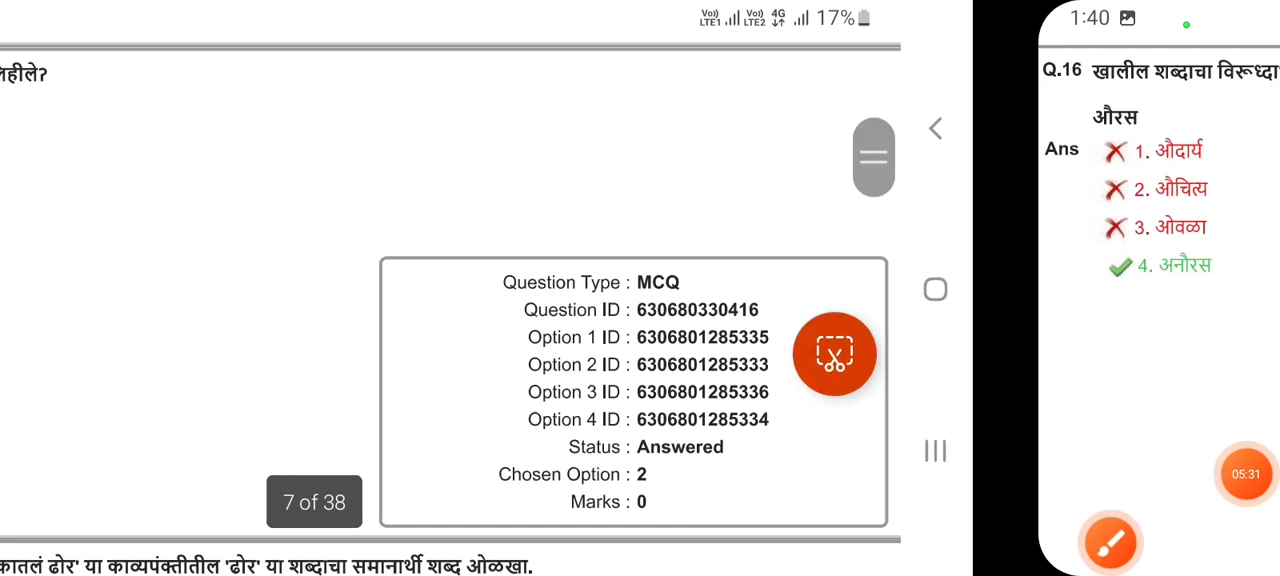 Vo)) LTE1 Vo)) LTE2 4G 17%
लिहीले?
Question Type : MCQ
Question ID : 630680330416
Option 1 ID : 6306801285335
Option 2 ID : 6306801285333
Option 3 ID : 6306801285336
Option 4 ID : 6306801285334
Status : Answered
Chosen Option : 2
Marks : 0
7 of 38
ढोर' या काव्यपंक्तीतील 'ढोर' या शब्दाचा समानार्थी शब्द ओळखा.
1:40
Q.16 खालील शब्दाचा
औरस
Ans 1. औदार्य
2. औचित्य
3. ओवळा
4. अनौरस
05:31